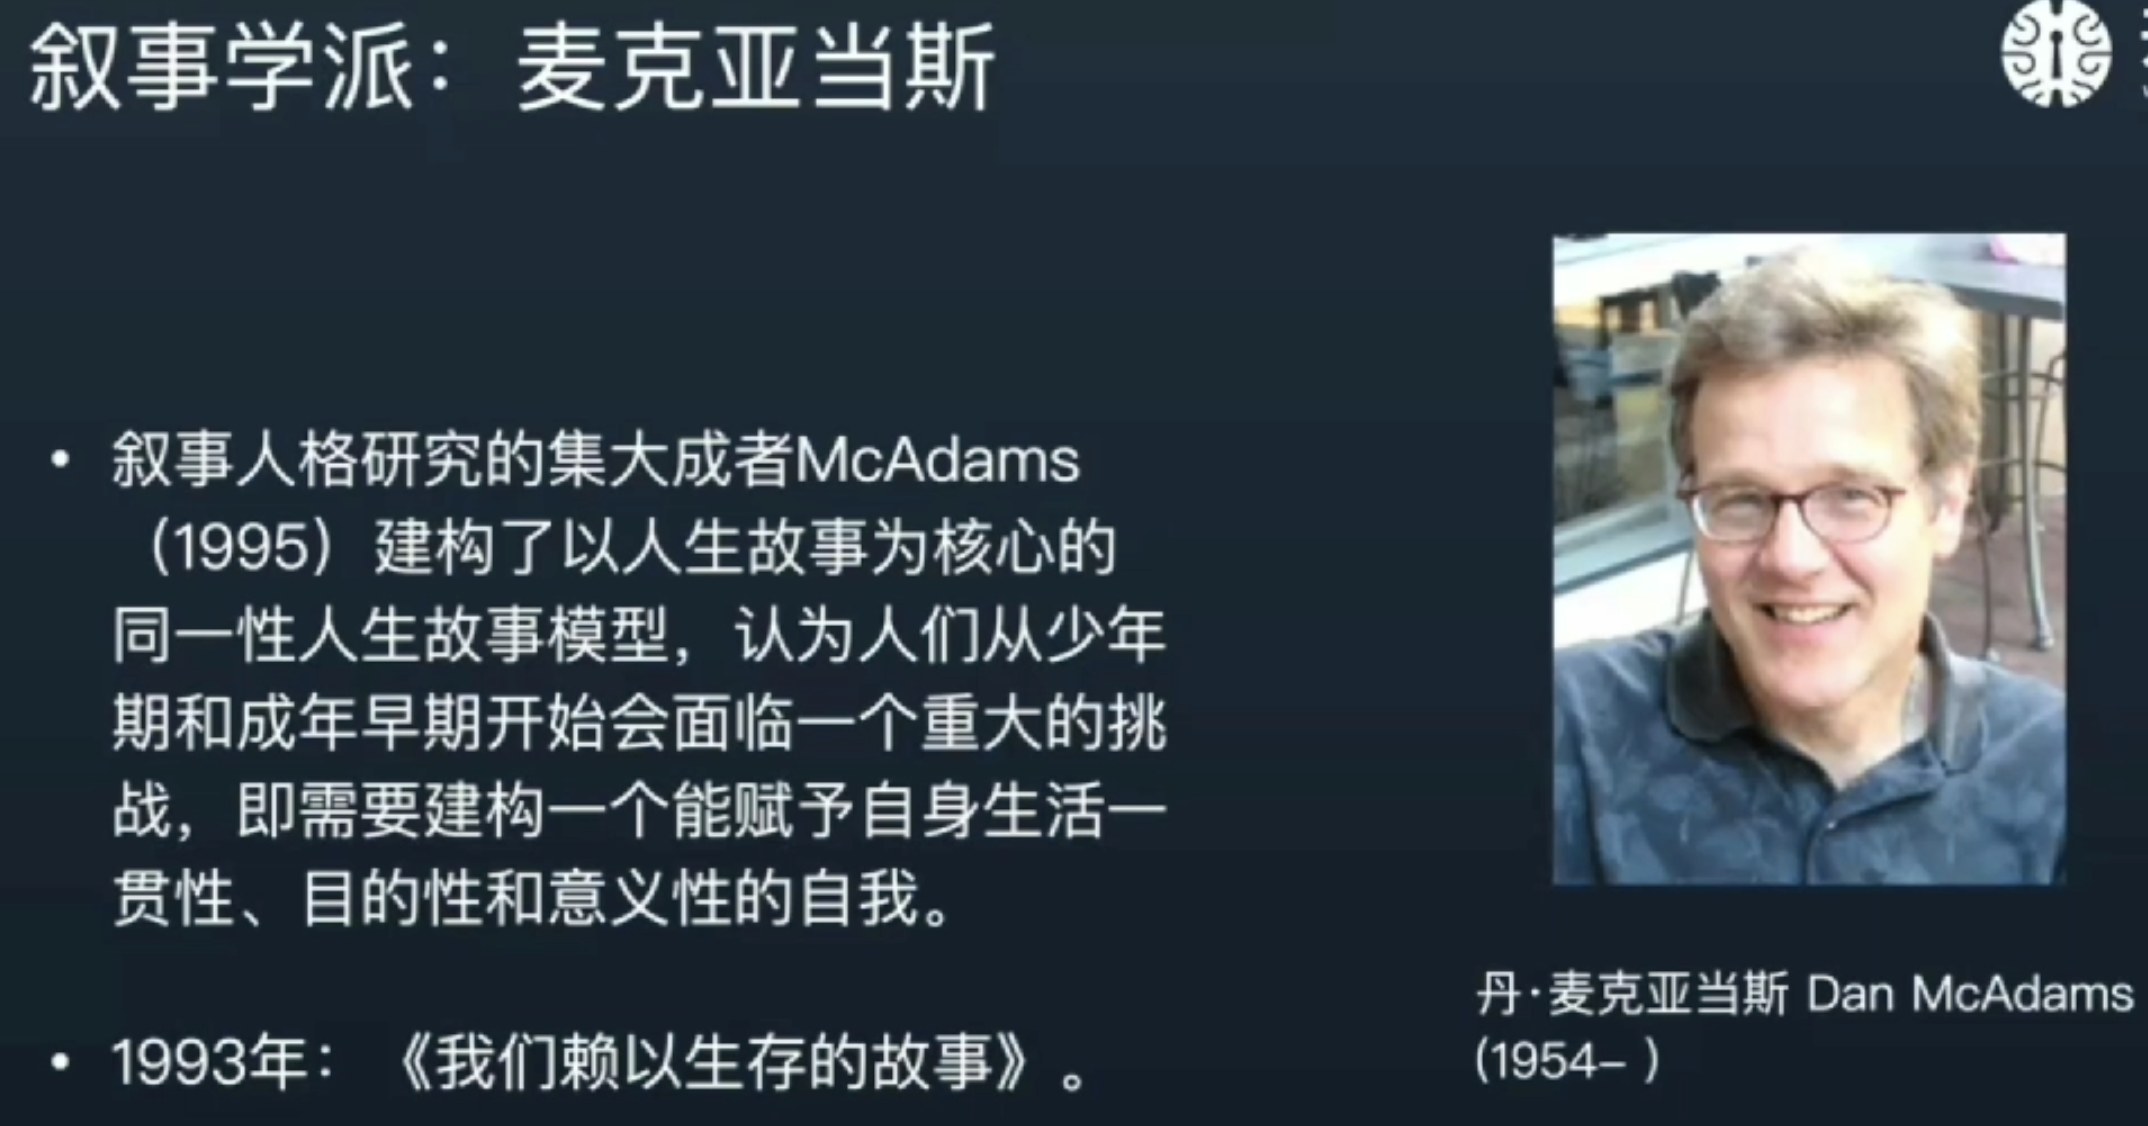 叙事学派：麦克亚当斯
• 叙事人格研究的集大成者McAdams
（1995）建构了以人生故事为核心的
同一性人生故事模型，认为人们从少年
期和成年早期开始会面临一个重大的挑
战，即需要建构一个能赋予自身生活一
贯性、目的性和意义性的自我。
• 1993年：《我们赖以生存的故事》。
丹·麦克亚当斯 Dan McAdams
(1954– )